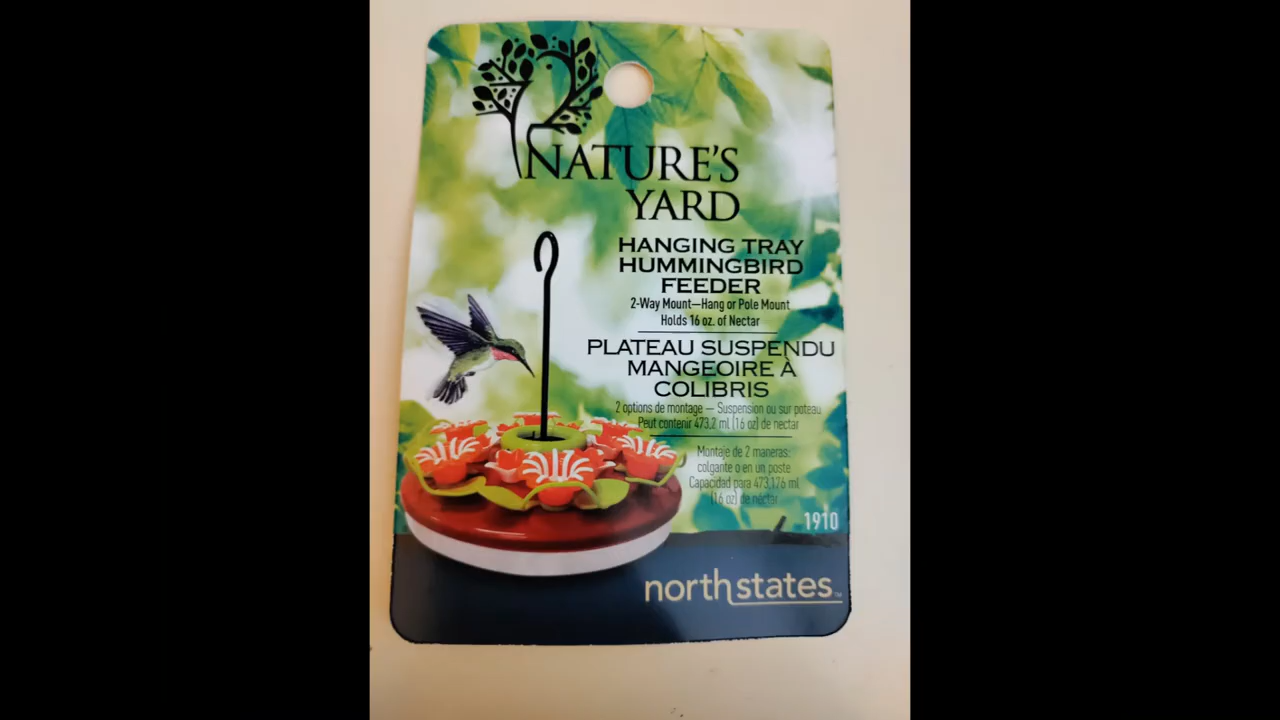 NATURE'S
YARD
HANGING TRAY
HUMMINGBIRD
FEEDER
2-Way Mount—Hang or Pole Mount
Holds 16 oz. of Nectar
PLATEAU SUSPENDU
MANGEOIRE À
COLIBRIS
2 options de montage — Suspension ou sur poteau
Peut contenir 473,2 ml (16 oz) de nectar
Montaje de 2 maneras:
colgante o en un poste
Capacidad para 473,176 ml
(16 oz) de néctar
1910
northstates™